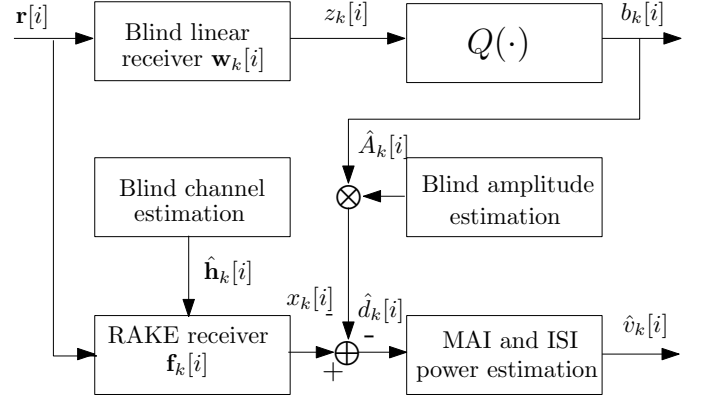 r[i]
Blind linear
receiver w_k[i]
z_k[i]
Q(·)
b_k[i]
Â_k[i]
Blind channel
estimation
Blind amplitude
estimation
ĥ_k[i]
x_k[i]
d̂_k[i]
RAKE receiver
f_k[i]
+
-
-
MAI and ISI
power estimation
v̂_k[i]